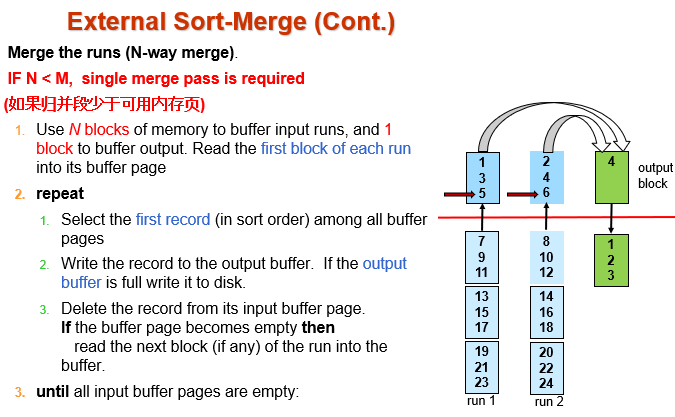 External Sort-Merge (Cont.)
Merge the runs (N-way merge).
IF N < M, single merge pass is required
(如果归并段少于可用内存页)
1. Use N blocks of memory to buffer input runs, and 1
block to buffer output. Read the first block of each run
into its buffer page
2. repeat
1. Select the first record (in sort order) among all buffer
pages
2. Write the record to the output buffer. If the output
buffer is full write it to disk.
3. Delete the record from its input buffer page.
If the buffer page becomes empty then
read the next block (if any) of the run into the
buffer.
3. until all input buffer pages are empty:
1
3
5
7
9
11
13
15
17
19
21
23
run 1
2
4
6
8
10
12
14
16
18
20
22
24
run 2
4
output
block
1
2
3